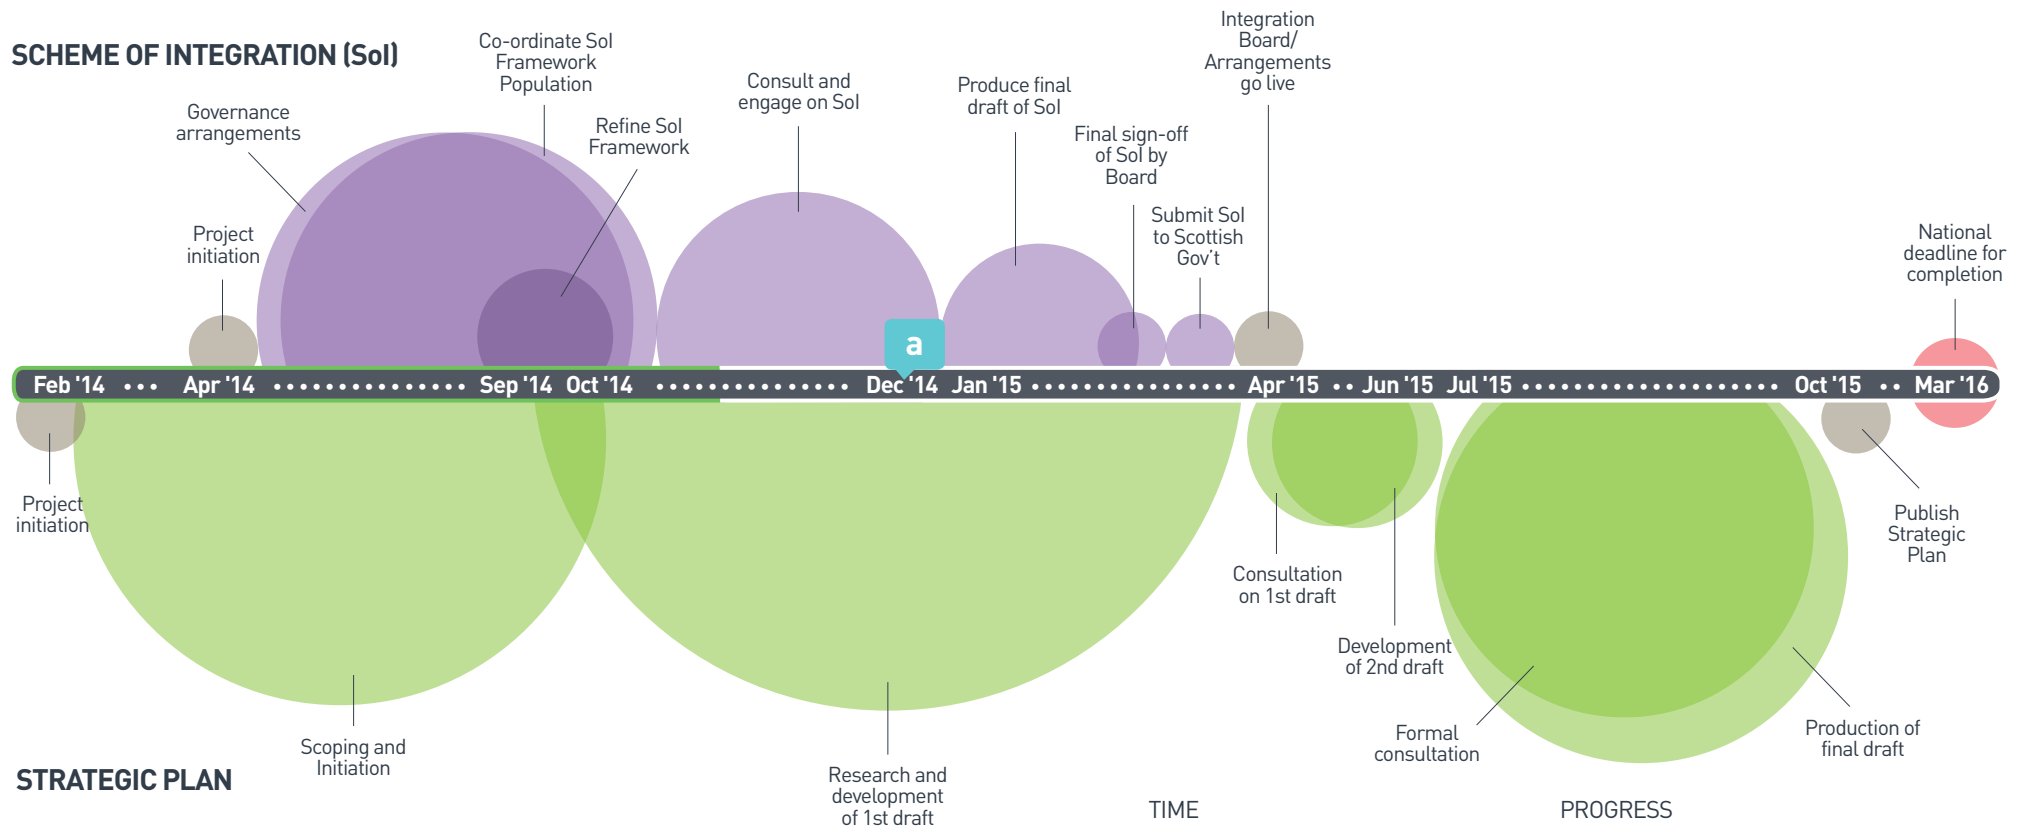 SCHEME OF INTEGRATION (SoI)
Governance
arrangements
Project
initiation
Co-ordinate SoI
Framework
Population
Refine SoI
Framework
Consult and
engage on SoI
Produce final
draft of SoI
Final sign-off
of SoI by
Board
Submit SoI
to Scottish
Gov't
Integration
Board/
Arrangements
go live
National
deadline for
completion
a
Feb '14 ... Apr '14 .................. Sep '14 Oct '14 .................. Dec '14 Jan '15 ................... Apr '15 .. Jun '15 Jul '15 ........................ Oct '15 .. Mar '16
Project
initiation
Scoping and
Initiation
Research and
development
of 1st draft
Consultation
on 1st draft
Development
of 2nd draft
Formal
consultation
Production of
final draft
Publish
Strategic
Plan
STRATEGIC PLAN
TIME
PROGRESS